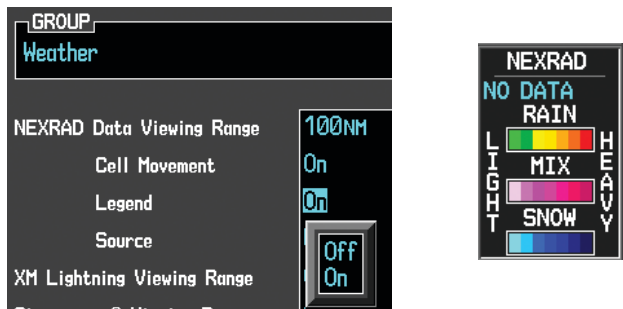 GROUP
Weather
NEXRAD Data Viewing Range 100NM
Cell Movement On
Legend On
Source
Off
XM Lightning Viewing Range
On
NEXRAD
NO DATA
RAIN
LIGHT
HEAVY
MIX
SNOW